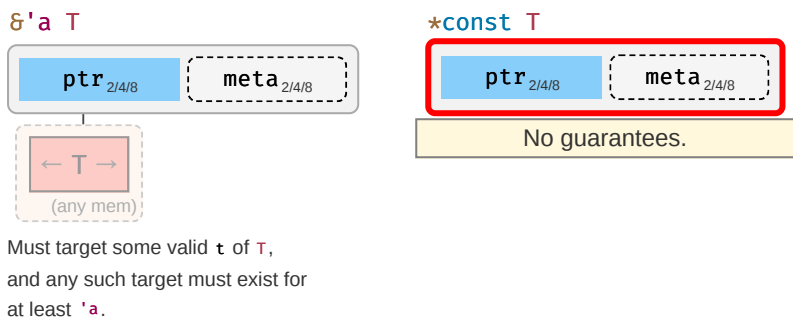 &'a T
ptr2/4/8 meta2/4/8
← T →
(any mem)
Must target some valid t of T,
and any such target must exist for
at least 'a.
*const T
ptr2/4/8 meta2/4/8
No guarantees.